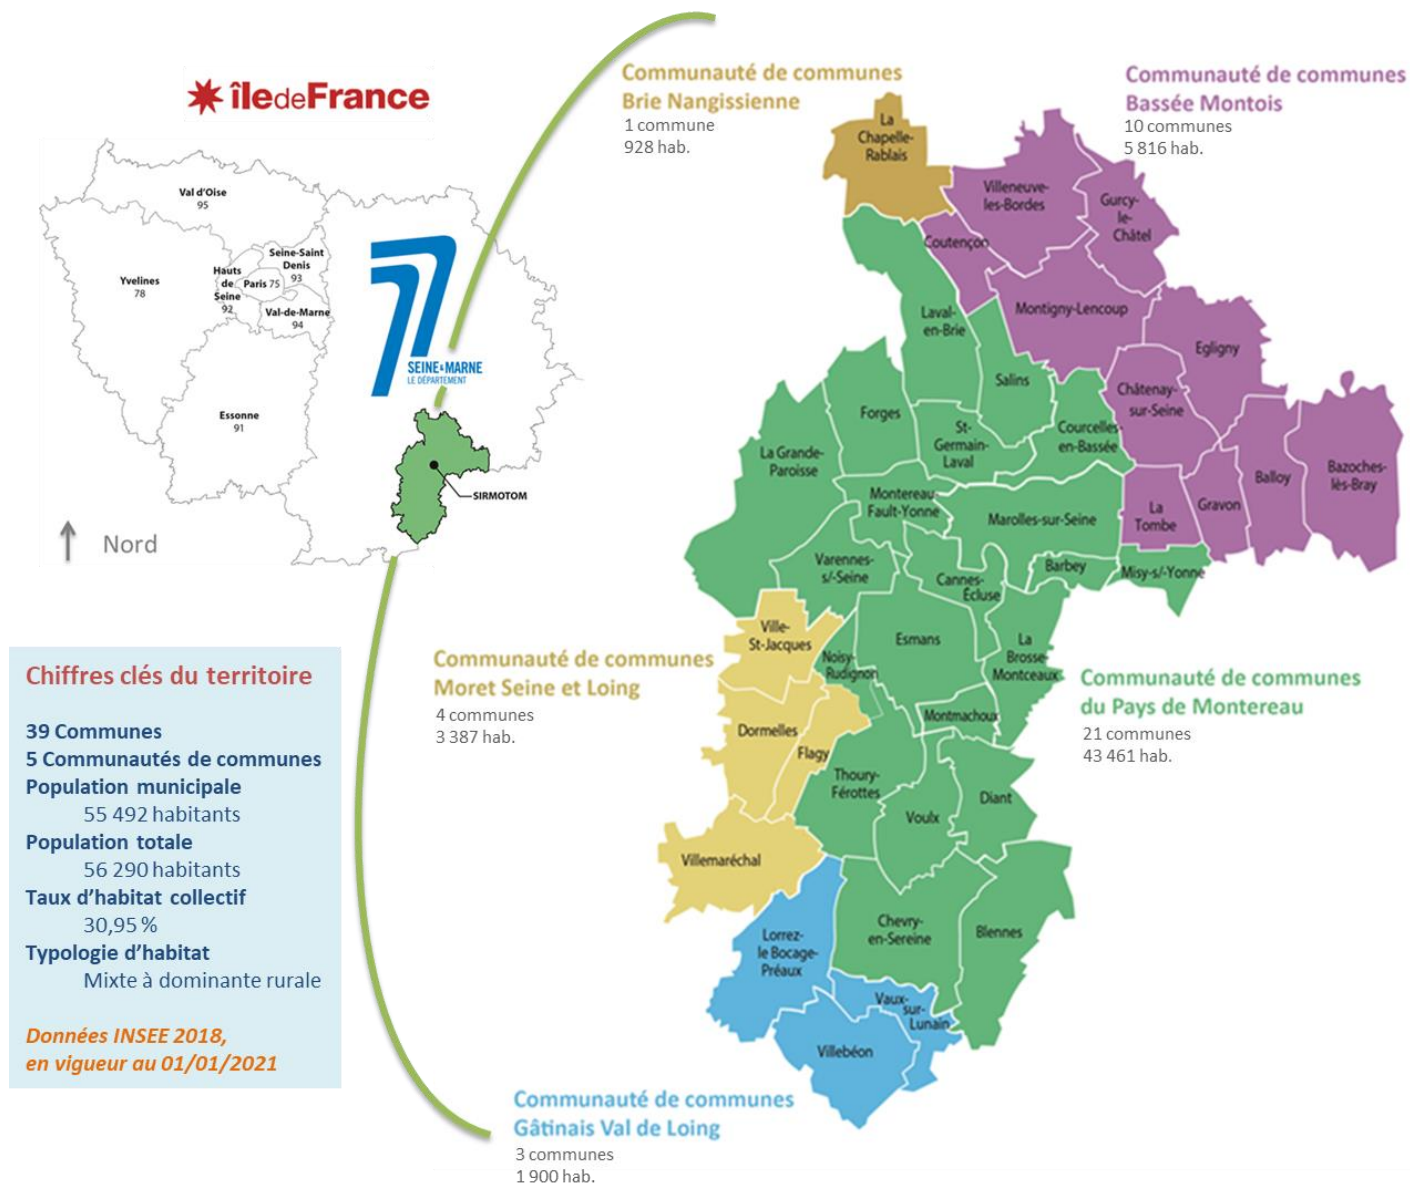 îledeFrance
Val d'Oise
95
Yvelines
78
Hauts
de
Seine
92
Paris 75
Seine-Saint
Denis
93
Val-de-Marne
94
Essonne
91
77
SEINE & MARNE
LE DÉPARTEMENT
SIRMOTOM
Nord
Chiffres clés du territoire
39 Communes
5 Communautés de communes
Population municipale
55 492 habitants
Population totale
56 290 habitants
Taux d'habitat collectif
30,95 %
Typologie d'habitat
Mixte à dominante rurale
Données INSEE 2018,
en vigueur au 01/01/2021
Communauté de communes
Brie Nangissienne
1 commune
928 hab.
Communauté de communes
Bassée Montois
10 communes
5 816 hab.
Communauté de communes
Moret Seine et Loing
4 communes
3 387 hab.
Communauté de communes
du Pays de Montereau
21 communes
43 461 hab.
Communauté de communes
Gâtinais Val de Loing
3 communes
1 900 hab.
La
Chapelle-
Rablais
Villeneuve-
les-Bordes
Gurcy-
le-
Châtel
Coutençon
Montigny-Lencoup
Laval-
en-Brie
Egligny
Salins
Châtenay-
sur-Seine
Forges
St-
Germain-
Laval
Courcelles-
en-Bassée
La Grande-
Paroisse
Bazoches-
lès-Bray
Balloy
Gravon
La
Tombe
Montereau-
Fault-Yonne
Marolles-sur-Seine
Varennes-
s/-Seine
Cannes-
Écluse
Barbey
Misy-s/-Yonne
Ville-
St-Jacques
Noisy-
Rudignon
Esmans
La
Brosse-
Montceaux
Montmachoux
Dormelles
Flagy
Thoury-
Férottes
Voulx
Diant
Villemaréchal
Chevry-
en-Sereine
Blennes
Lorrez-
le Bocage-
Préaux
Vaux-
sur-
Lunain
Villebéon